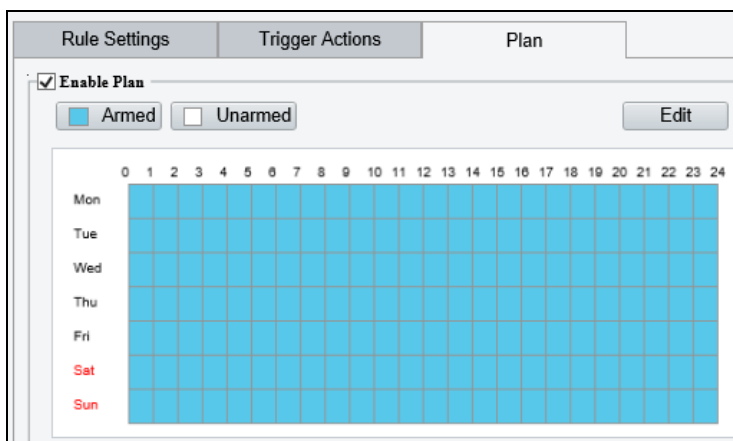 Rule Settings Trigger Actions Plan
Enable Plan
Armed Unarmed Edit
0 1 2 3 4 5 6 7 8 9 10 11 12 13 14 15 16 17 18 19 20 21 22 23 24
Mon
Tue
Wed
Thu
Fri
Sat
Sun